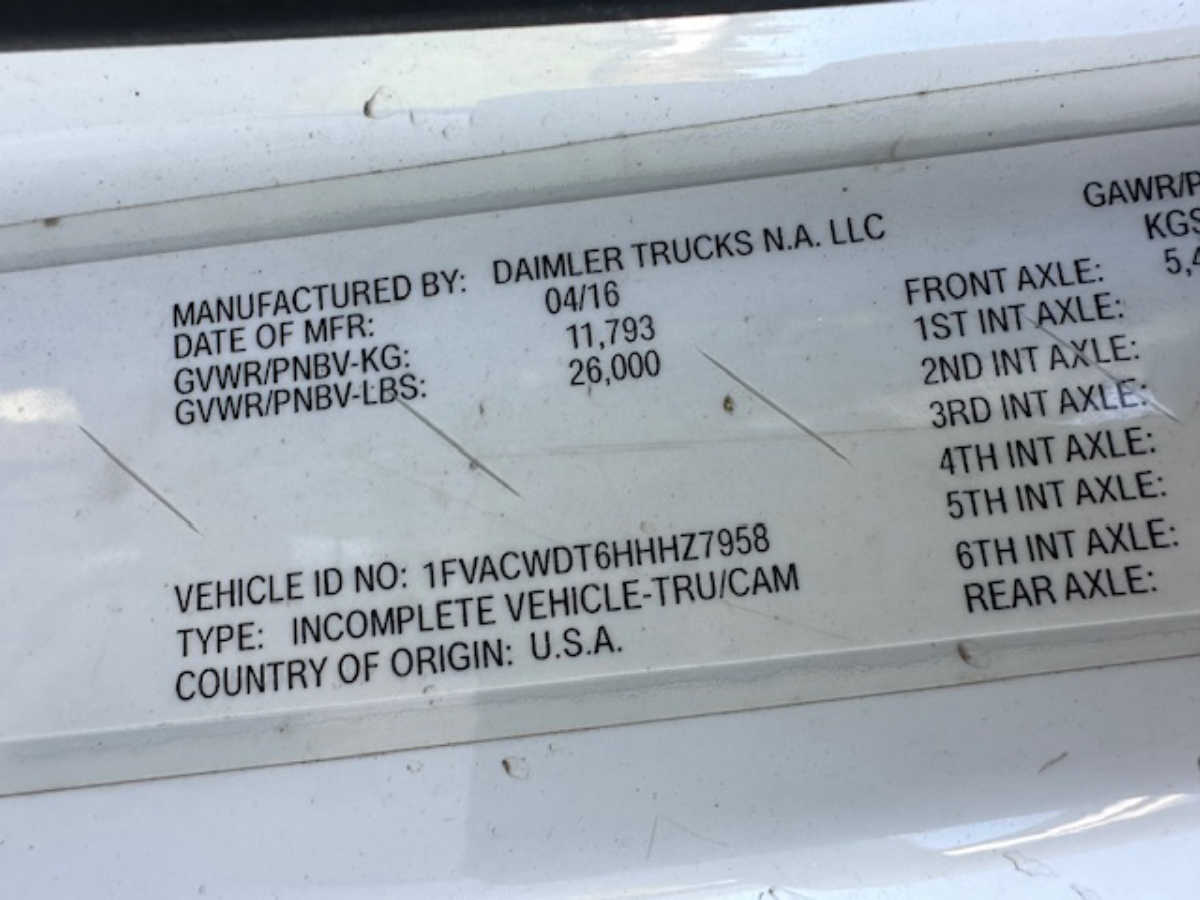 MANUFACTURED BY: DAIMLER TRUCKS N.A. LLC
DATE OF MFR: 04/16
GVWR/PNBV-KG: 11,793
GVWR/PNBV-LBS: 26,000
VEHICLE ID NO: 1FVACWDT6HHHZ7958
TYPE: INCOMPLETE VEHICLE-TRU/CAM
COUNTRY OF ORIGIN: U.S.A.
GAWR/P
KGS
FRONT AXLE: 5,4
1ST INT AXLE:
2ND INT AXLE:
3RD INT AXLE:
4TH INT AXLE:
5TH INT AXLE:
6TH INT AXLE:
REAR AXLE: